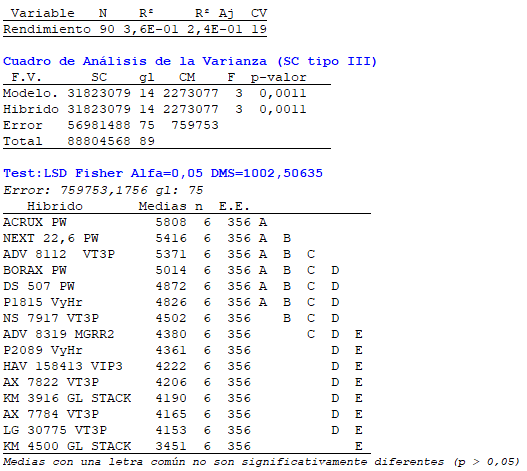 Variable N R² R² Aj CV
Rendimiento 90 3,6E-01 2,4E-01 19
Cuadro de Análisis de la Varianza (SC tipo III)
F.V. SC gl CM F p-valor
Modelo. 31823079 14 2273077 3 0,0011
Hibrido 31823079 14 2273077 3 0,0011
Error 56981488 75 759753
Total 88804568 89
Test:LSD Fisher Alfa=0,05 DMS=1002,50635
Error: 759753,1756 gl: 75
Hibrido Medias n E.E.
ACRUX PW 5808 6 356 A
NEXT 22,6 PW 5416 6 356 A B
ADV 8112 VT3P 5371 6 356 A B C
BORAX PW 5014 6 356 A B C D
DS 507 PW 4872 6 356 A B C D
P1815 VyHr 4826 6 356 A B C D
NS 7917 VT3P 4502 6 356 B C D
ADV 8319 MGRR2 4380 6 356 C D E
P2089 VyHr 4361 6 356 D E
HAV 158413 VIP3 4222 6 356 D E
AX 7822 VT3P 4206 6 356 D E
KM 3916 GL STACK 4190 6 356 D E
AX 7784 VT3P 4165 6 356 D E
LG 30775 VT3P 4153 6 356 D E
KM 4500 GL STACK 3451 6 356 E
Medias con una letra común no son significativamente diferentes (p > 0,05)